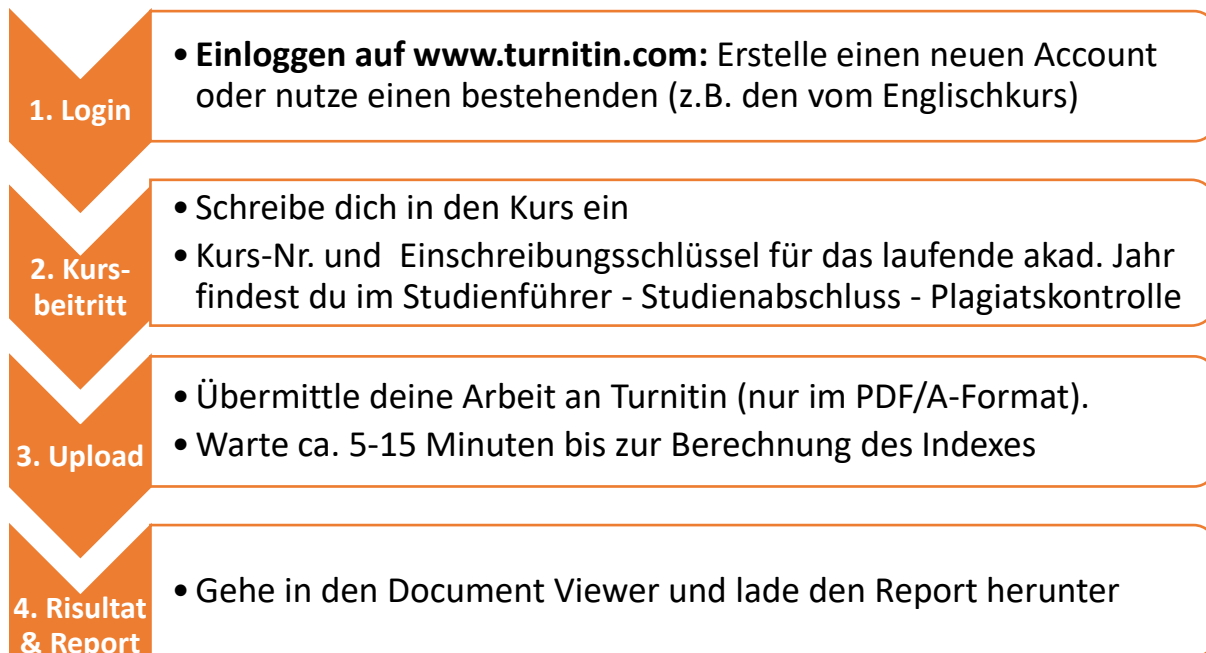 1. Login
• Einloggen auf www.turnitin.com: Erstelle einen neuen Account
oder nutze einen bestehenden (z.B. den vom Englischkurs)
2. Kurs-
beitritt
• Schreibe dich in den Kurs ein
• Kurs-Nr. und  Einschreibungsschlüssel für das laufende akad. Jahr
findest du im Studienführer - Studienabschluss - Plagiatskontrolle
3. Upload
• Übermittle deine Arbeit an Turnitin (nur im PDF/A-Format).
• Warte ca. 5-15 Minuten bis zur Berechnung des Indexes
4. Risultat
& Report
• Gehe in den Document Viewer und lade den Report herunter